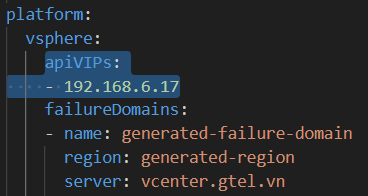 platform:
  vsphere:
    apiVIPs:
    - 192.168.6.17
    failureDomains:
    - name: generated-failure-domain
      region: generated-region
      server: vcenter.gtel.vn